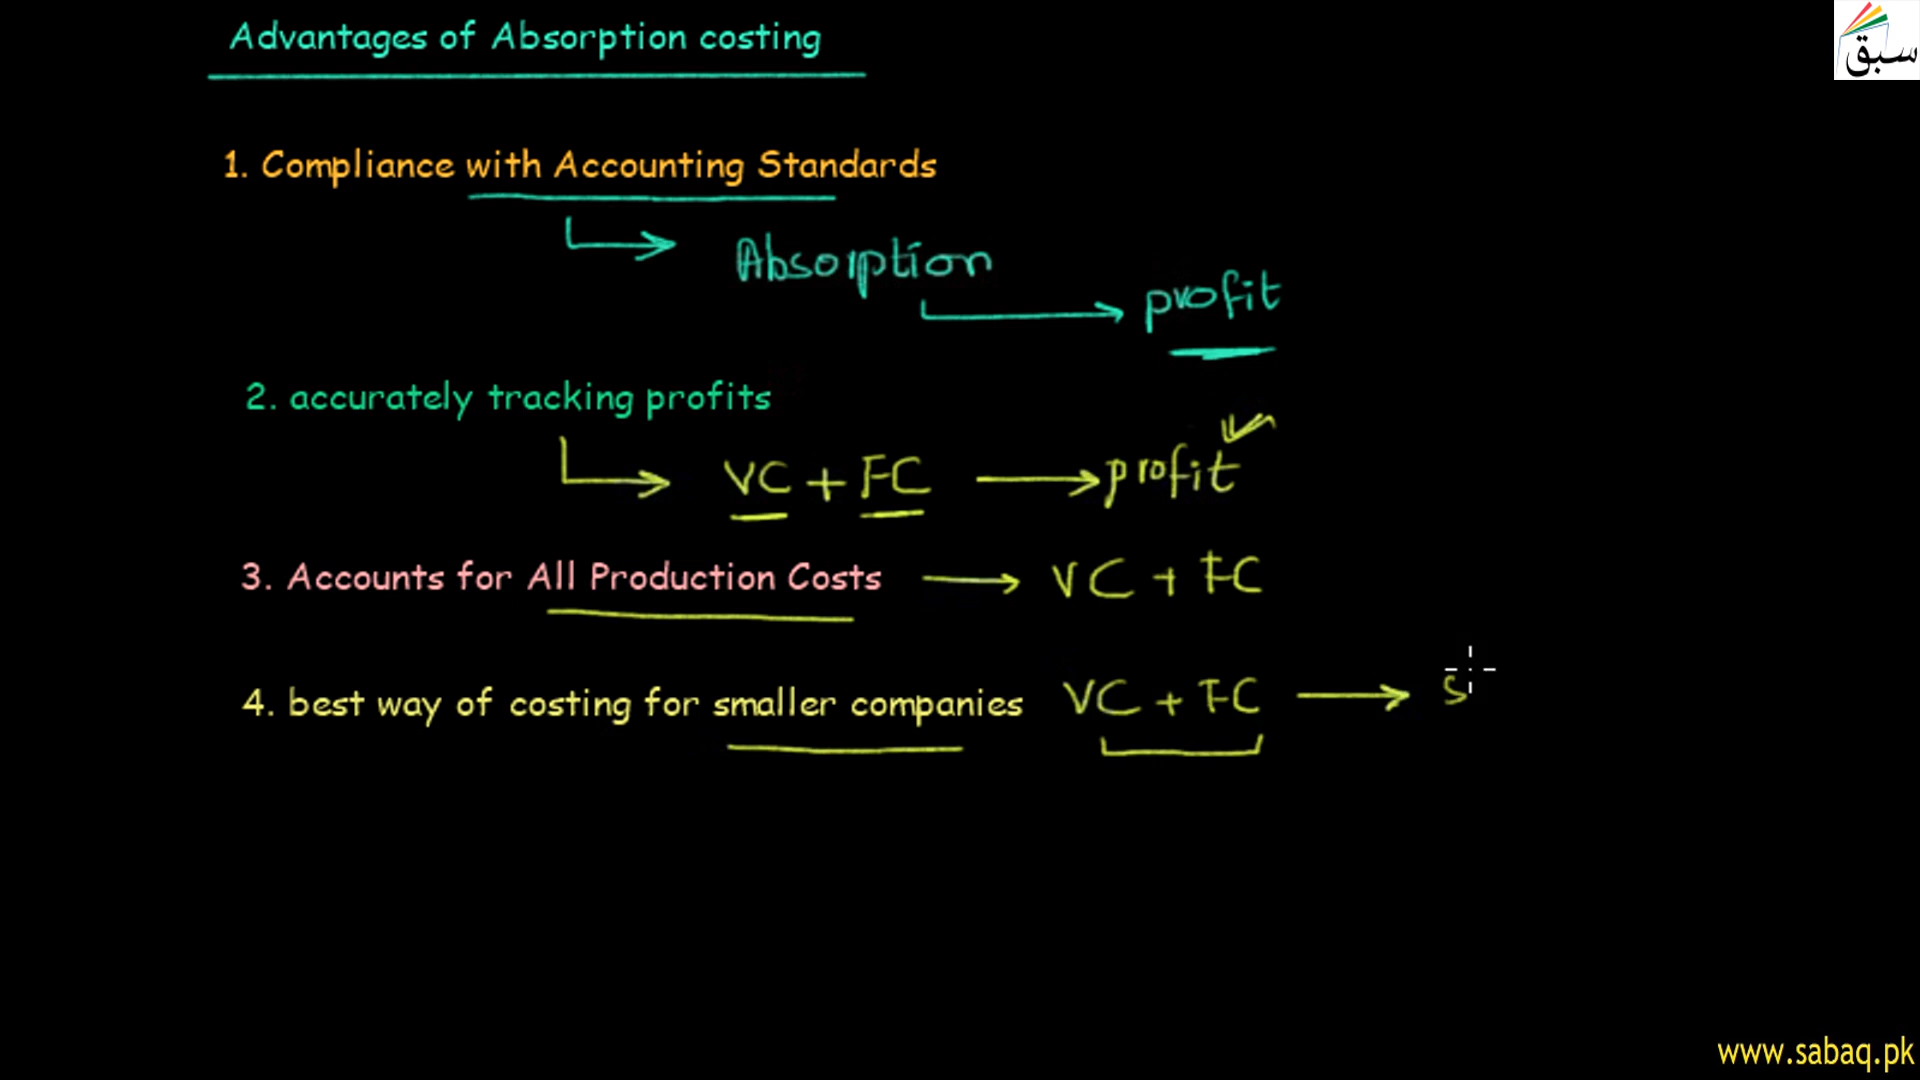 Advantages of Absorption costing
سبق
1. Compliance with Accounting Standards
Absorption
profit
2. accurately tracking profits
VC + FC → profit
3. Accounts for All Production Costs → VC + FC
4. best way of costing for smaller companies VC + FC → s
www.sabaq.pk